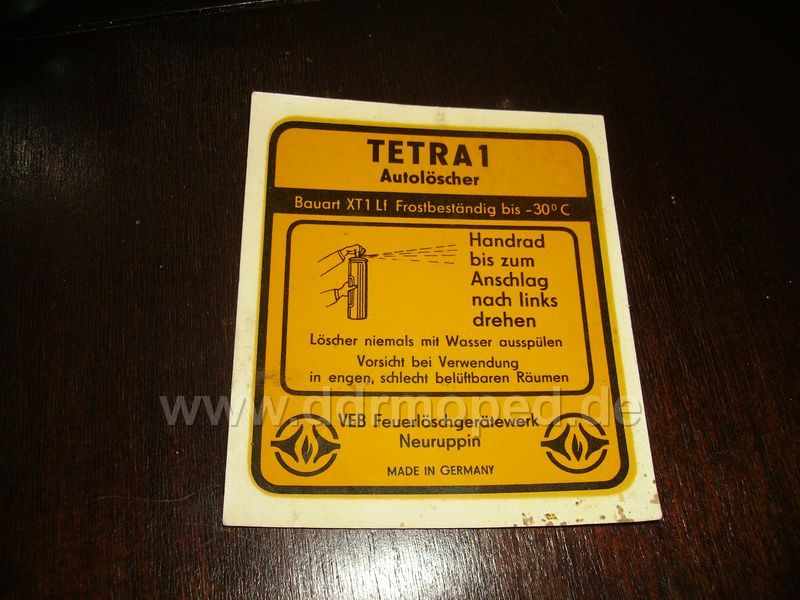 TETRA 1
Autolöscher
Bauart XT1 Lf Frostbeständig bis -30° C
Handrad
bis zum
Anschlag
nach links
drehen
Löscher niemals mit Wasser ausspülen
Vorsicht bei Verwendung
in engen, schlecht belüftbaren Räumen
www.ddrmoped.de
VEB Feuerlöschgerätewerk
Neuruppin
MADE IN GERMANY